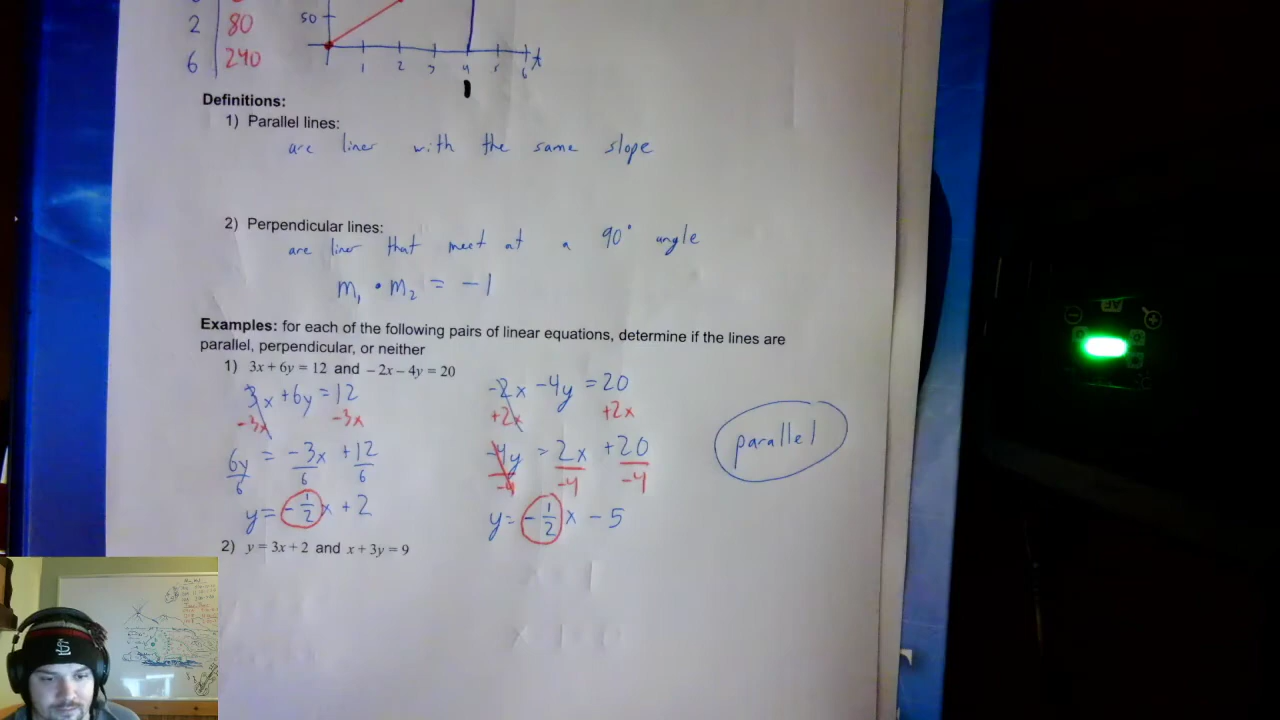 2 80
6 240
50
1 2 3 4 5 6 t
Definitions:
1) Parallel lines:
are lines with the same slope
2) Perpendicular lines:
are lines that meet at a 90° angle
m₁ • m₂ = -1
Examples: for each of the following pairs of linear equations, determine if the lines are
parallel, perpendicular, or neither
1) 3x + 6y = 12 and -2x - 4y = 20
3x + 6y = 12
-3x -3x
6y/6 = -3x/6 + 12/6
y = -1/2 x + 2
-2x - 4y = 20
+2x +2x
-4y/-4 = 2x/-4 + 20/-4
y = -1/2 x - 5
parallel
2) y = 3x + 2 and x + 3y = 9
AF